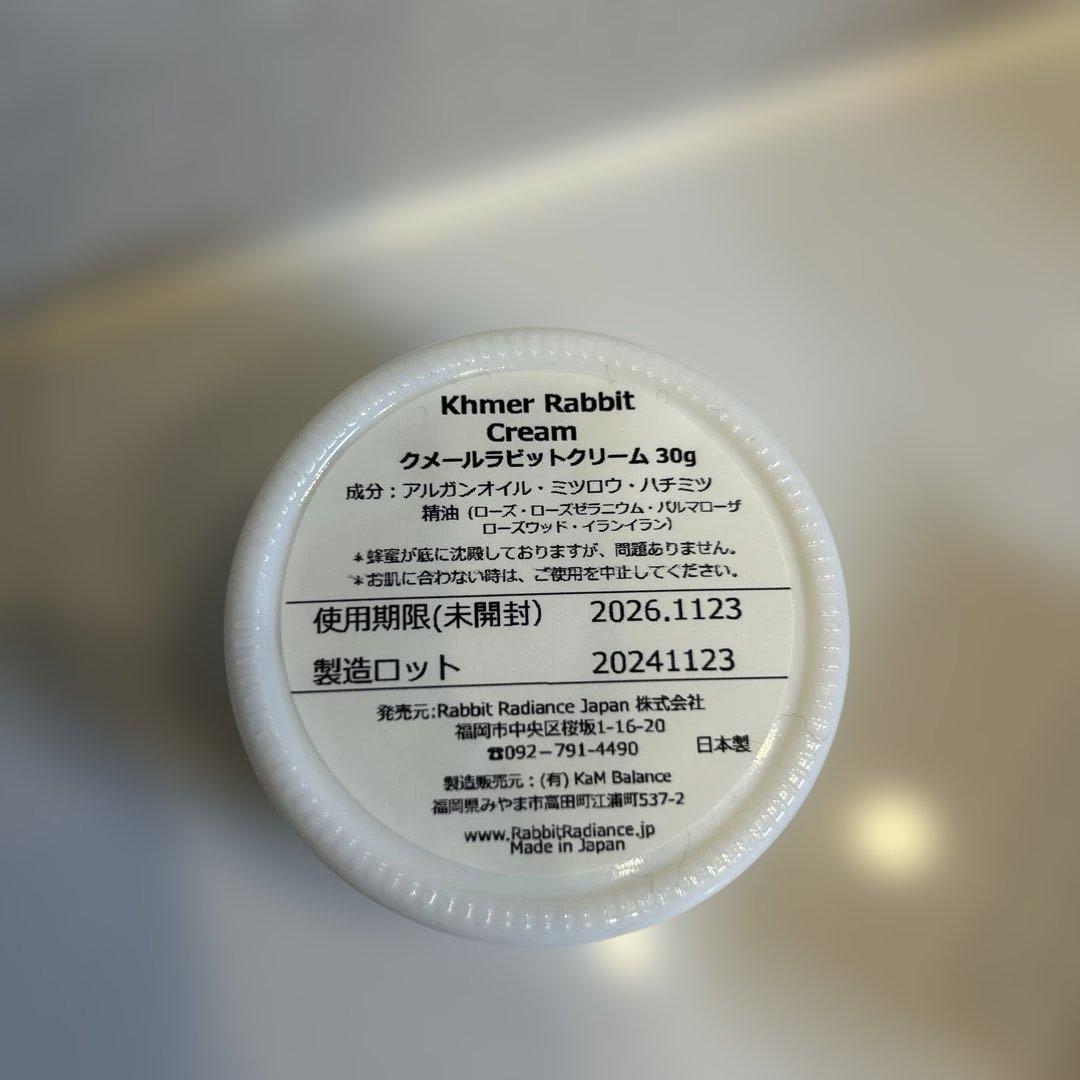 Khmer Rabbit
Cream
クメールラビットクリーム 30g
成分：アルガンオイル・ミツロウ・ハチミツ
精油（ローズ・ローズゼラニウム・パルマローザ
ローズウッド・イランイラン）
＊蜂蜜が底に沈殿しておりますが、問題ありません。
＊お肌に合わない時は、ご使用を中止してください。
使用期限(未開封） 2026.1123
製造ロット 20241123
発売元:Rabbit Radiance Japan 株式会社
福岡市中央区桜坂1-16-20
☎092－791-4490 日本製
製造販売元：(有) KaM Balance
福岡県みやま市高田町江浦町537-2
www.RabbitRadiance.jp
Made in Japan